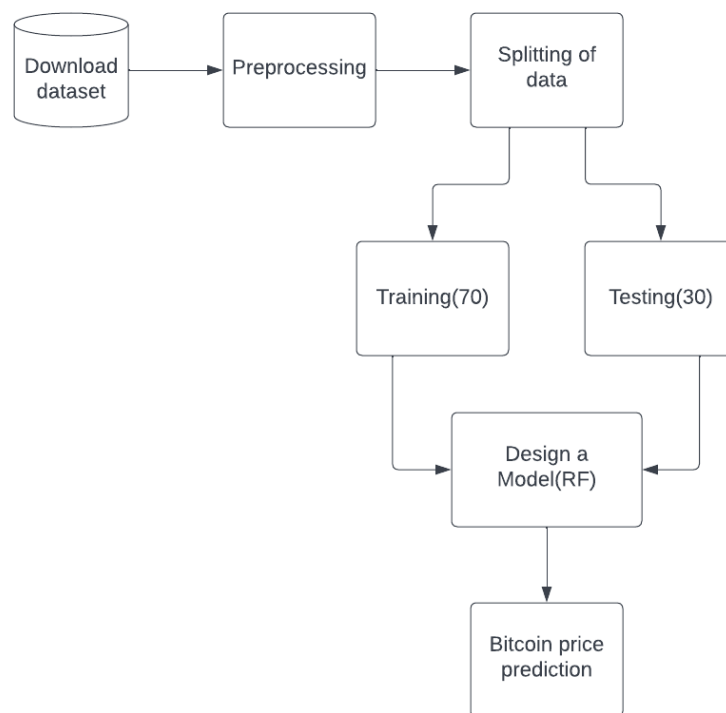 Download
dataset
Preprocessing
Splitting of
data
Training(70)
Testing(30)
Design a
Model(RF)
Bitcoin price
prediction